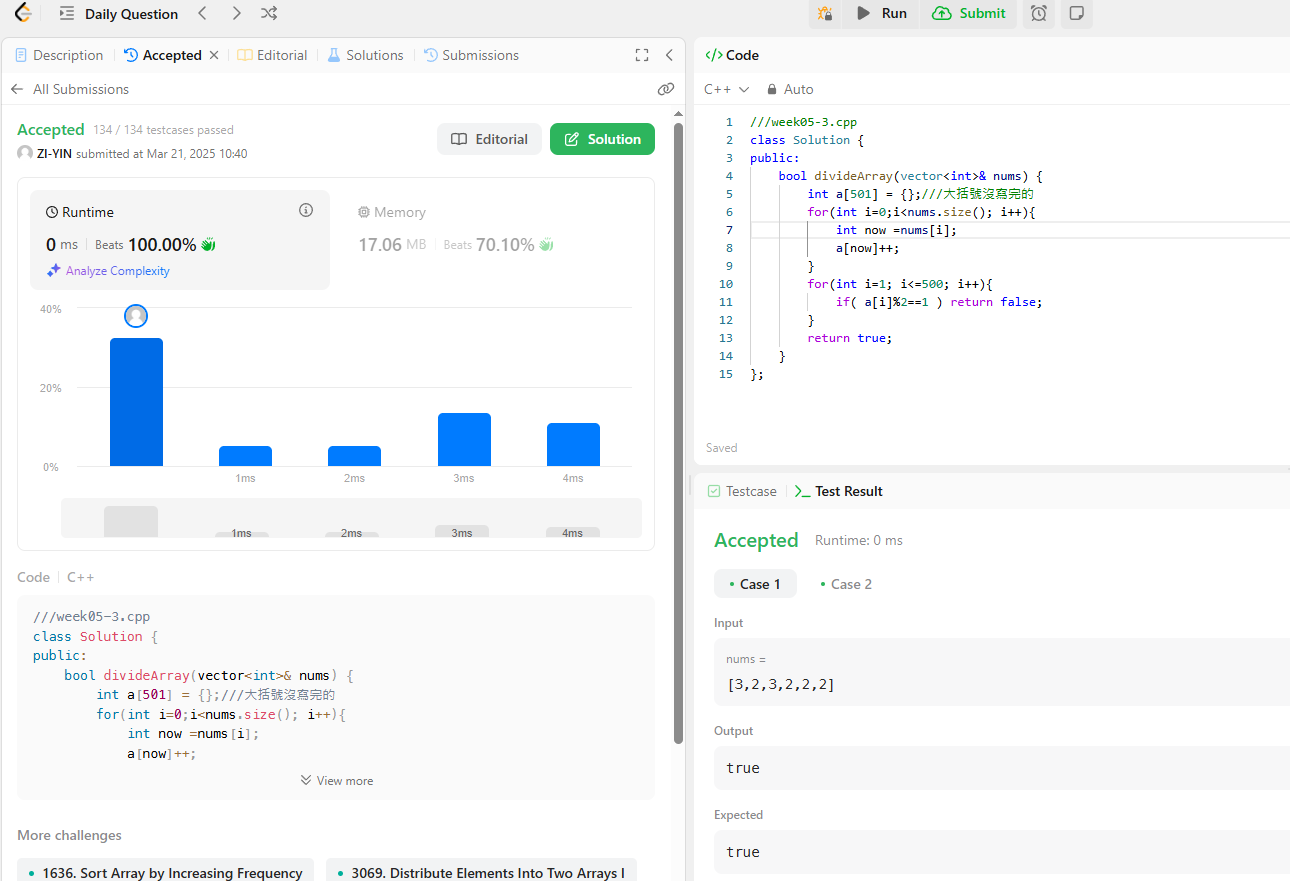 Daily Question
Run
Submit
Description
Accepted
Editorial
Solutions
Submissions
All Submissions
Accepted 134 / 134 testcases passed
ZI-YIN submitted at Mar 21, 2025 10:40
Editorial
Solution
Runtime
0 ms Beats 100.00%
Analyze Complexity
Memory
17.06 MB Beats 70.10%
40%
20%
0%
1ms 2ms 3ms 4ms
1ms 2ms 3ms 4ms
Code C++
///week05-3.cpp
class Solution {
public:
    bool divideArray(vector<int>& nums) {
        int a[501] = {};///大括號沒寫完的
        for(int i=0;i<nums.size(); i++){
            int now =nums[i];
            a[now]++;
View more
More challenges
1636. Sort Array by Increasing Frequency
3069. Distribute Elements Into Two Arrays I
</> Code
C++ Auto
1 ///week05-3.cpp
2 class Solution {
3 public:
4     bool divideArray(vector<int>& nums) {
5         int a[501] = {};///大括號沒寫完的
6         for(int i=0;i<nums.size(); i++){
7             int now =nums[i];
8             a[now]++;
9         }
10         for(int i=1; i<=500; i++){
11             if( a[i]%2==1 ) return false;
12         }
13         return true;
14     }
15 };
Saved
Testcase
Test Result
Accepted Runtime: 0 ms
Case 1
Case 2
Input
nums =
[3,2,3,2,2,2]
Output
true
Expected
true